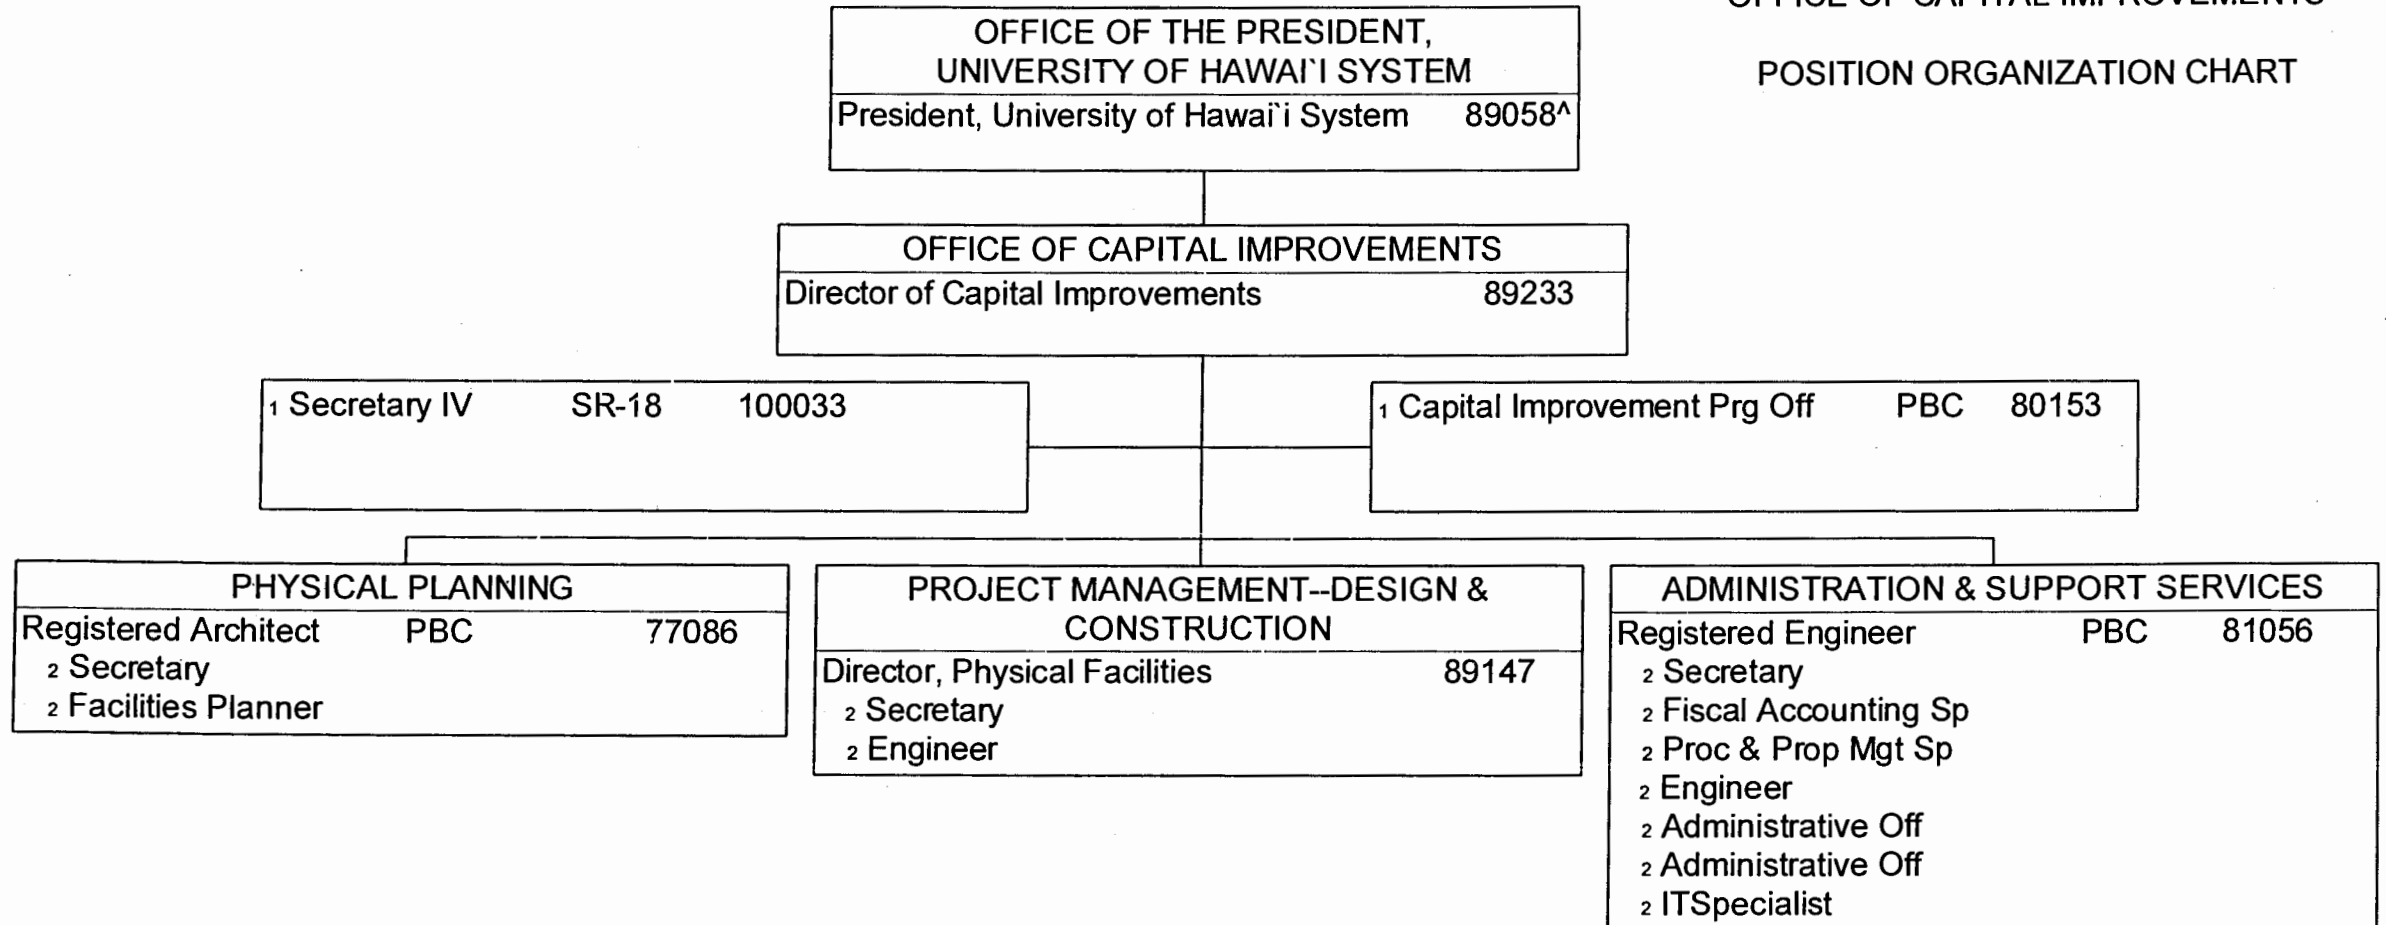 OFFICE OF CAPITAL IMPROVEMENTS
POSITION ORGANIZATION CHART
OFFICE OF THE PRESIDENT,
UNIVERSITY OF HAWAI`I SYSTEM
President, University of Hawai`i System 89058^
OFFICE OF CAPITAL IMPROVEMENTS
Director of Capital Improvements 89233
1 Secretary IV SR-18 100033
1 Capital Improvement Prg Off PBC 80153
PHYSICAL PLANNING
Registered Architect PBC 77086
2 Secretary
2 Facilities Planner
PROJECT MANAGEMENT--DESIGN &
CONSTRUCTION
Director, Physical Facilities 89147
2 Secretary
2 Engineer
ADMINISTRATION & SUPPORT SERVICES
Registered Engineer PBC 81056
2 Secretary
2 Fiscal Accounting Sp
2 Proc & Prop Mgt Sp
2 Engineer
2 Administrative Off
2 Administrative Off
2 ITSpecialist